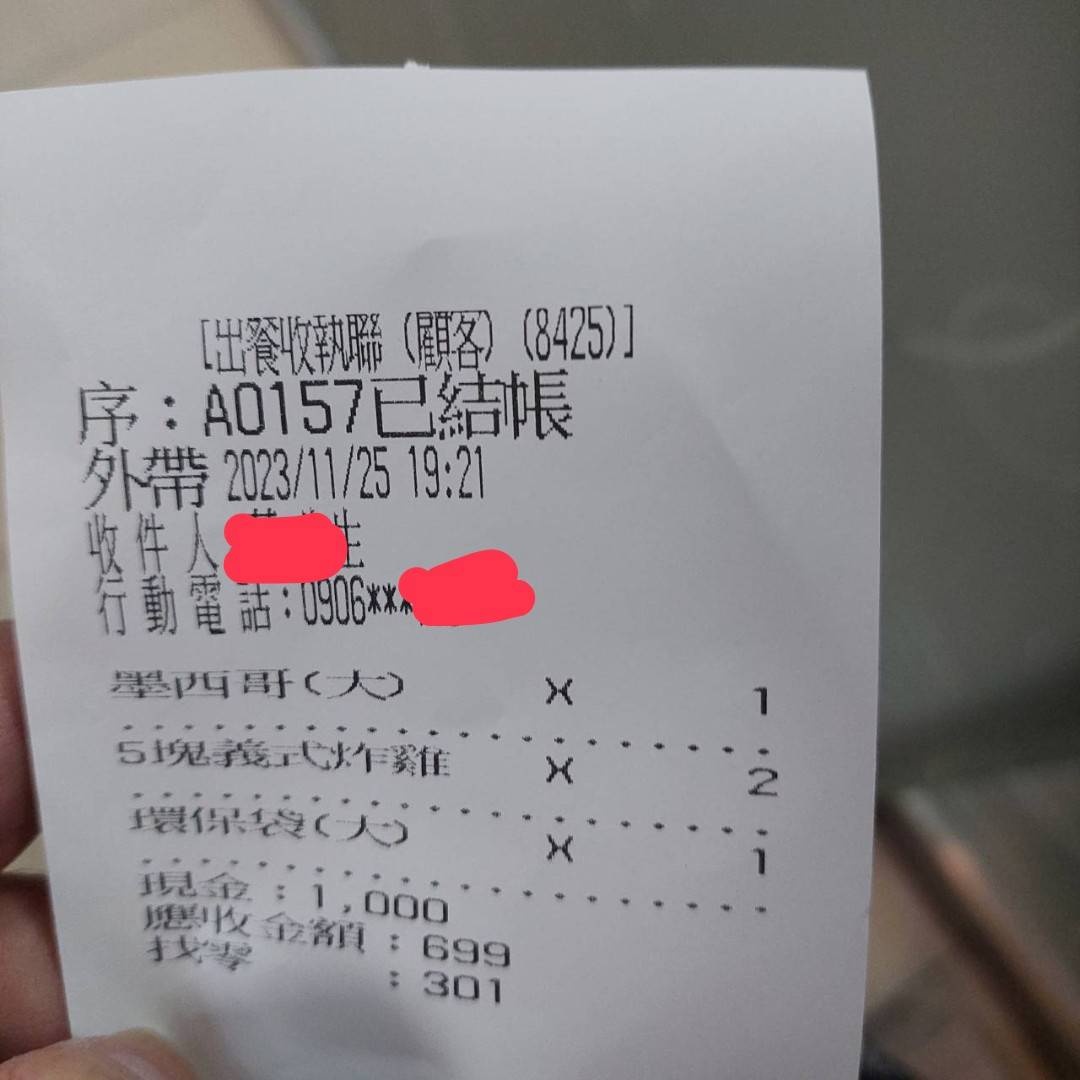 [出餐收執聯 (顧客) (8425)]
序：A0157已結帳
外帶 2023/11/25 19:21
收件人 生
行動電話：0906***
墨西哥(大) X 1
5塊義式炸雞 X 2
環保袋(大) X 1
現金：1,000
應收金額：699
找零：301